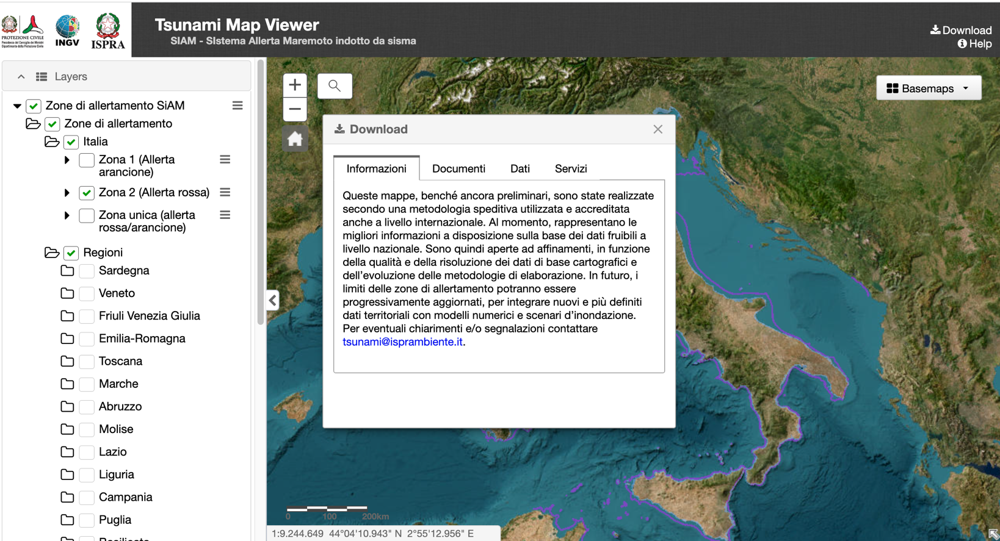 PROTEZIONE CIVILE
Presidenza del Consiglio dei Ministri
Dipartimento della Protezione Civile
INGV
ISPRA
Tsunami Map Viewer
SIAM - SIstema Allerta Maremoto indotto da sisma
Download
Help
Layers
Zone di allertamento SiAM
Zone di allertamento
Italia
Zona 1 (Allerta
arancione)
Zona 2 (Allerta rossa)
Zona unica (allerta
rossa/arancione)
Regioni
Sardegna
Veneto
Friuli Venezia Giulia
Emilia-Romagna
Toscana
Marche
Abruzzo
Molise
Lazio
Liguria
Campania
Puglia
Basemaps
Download
Informazioni Documenti Dati Servizi
Queste mappe, benché ancora preliminari, sono state realizzate
secondo una metodologia speditiva utilizzata e accreditata
anche a livello internazionale. Al momento, rappresentano le
migliori informazioni a disposizione sulla base dei dati fruibili a
livello nazionale. Sono quindi aperte ad affinamenti, in funzione
della qualità e della risoluzione dei dati di base cartografici e
dell’evoluzione delle metodologie di elaborazione. In futuro, i
limiti delle zone di allertamento potranno essere
progressivamente aggiornati, per integrare nuovi e più definiti
dati territoriali con modelli numerici e scenari d’inondazione.
Per eventuali chiarimenti e/o segnalazioni contattare
tsunami@isprambiente.it.
0 100 200km
1:9.244.649 44°04'10.943" N 2°55'12.956" E